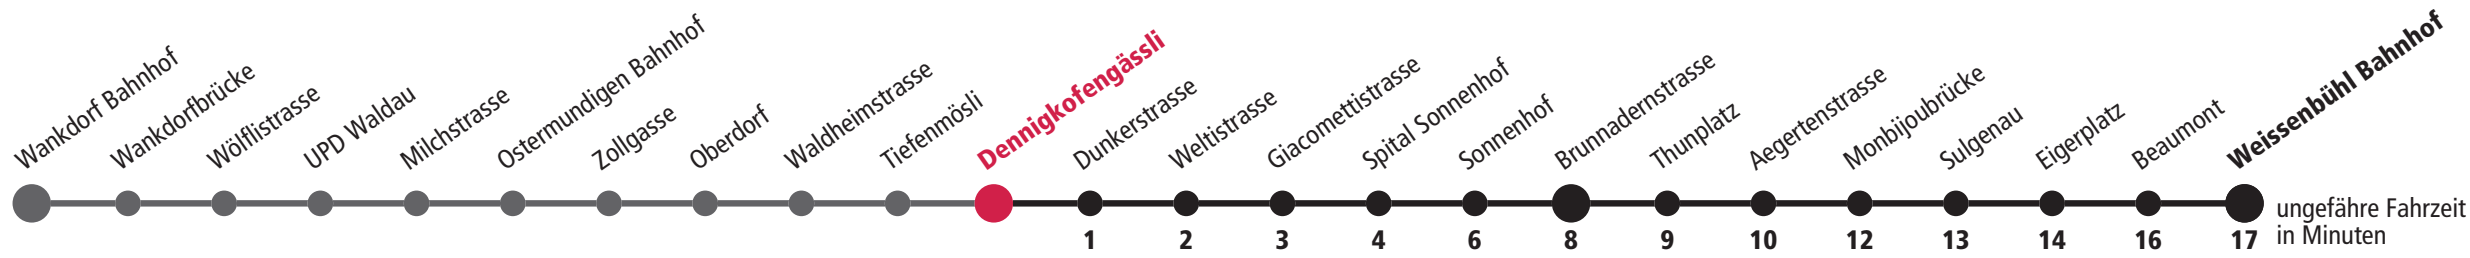 Wankdorf Bahnhof
Wankdorfbrücke
Wölflistrasse
UPD Waldau
Milchstrasse
Ostermundigen Bahnhof
Zollgasse
Oberdorf
Waldheimstrasse
Tiefenmösli
Dennigkofengässli
Dunkerstrasse
Weltistrasse
Giacomettistrasse
Spital Sonnenhof
Sonnenhof
Brunnadernstrasse
Thunplatz
Aegertenstrasse
Monbijoubrücke
Sulgenau
Eigerplatz
Beaumont
Weissenbühl Bahnhof
1 2 3 4 6 8 9 10 12 13 14 16 17
ungefähre Fahrzeit
in Minuten